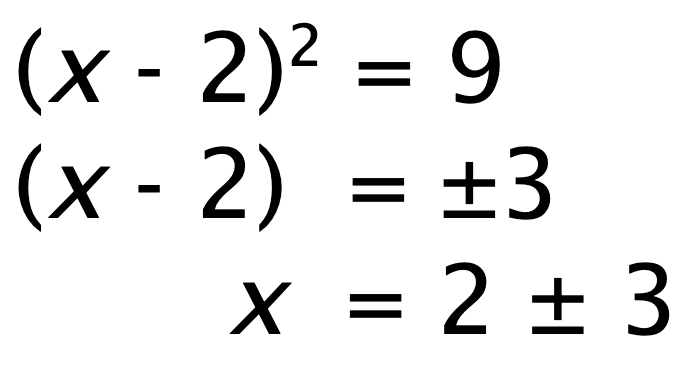 (x - 2)² = 9
(x - 2) = ±3
x = 2 ± 3